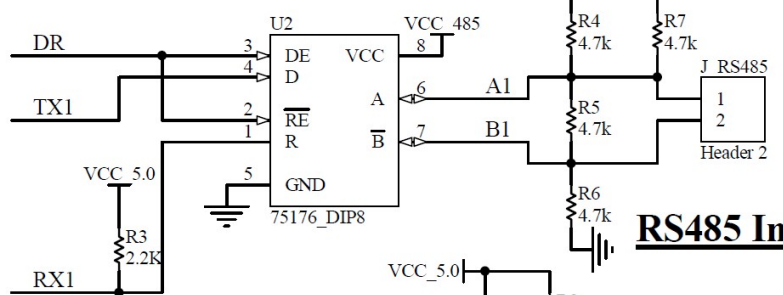 U2
VCC_485
R4
4.7k
R7
4.7k
DR
3
DE
VCC
8
4
D
J_RS485
TX1
A
6
A1
1
2
RE
R5
4.7k
2
1
R
B
7
B1
Header 2
VCC_5.0
5
GND
R6
4.7k
75176_DIP8
RS485 In
R3
2.2K
VCC_5.0
RX1